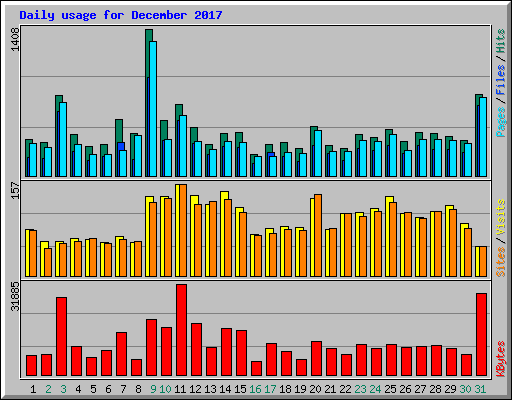 Daily usage for December 2017
1408
Pages / Files / Hits
157
Sites / Visits
31885
KBytes
1 2 3 4 5 6 7 8 9 10 11 12 13 14 15 16 17 18 19 20 21 22 23 24 25 26 27 28 29 30 31